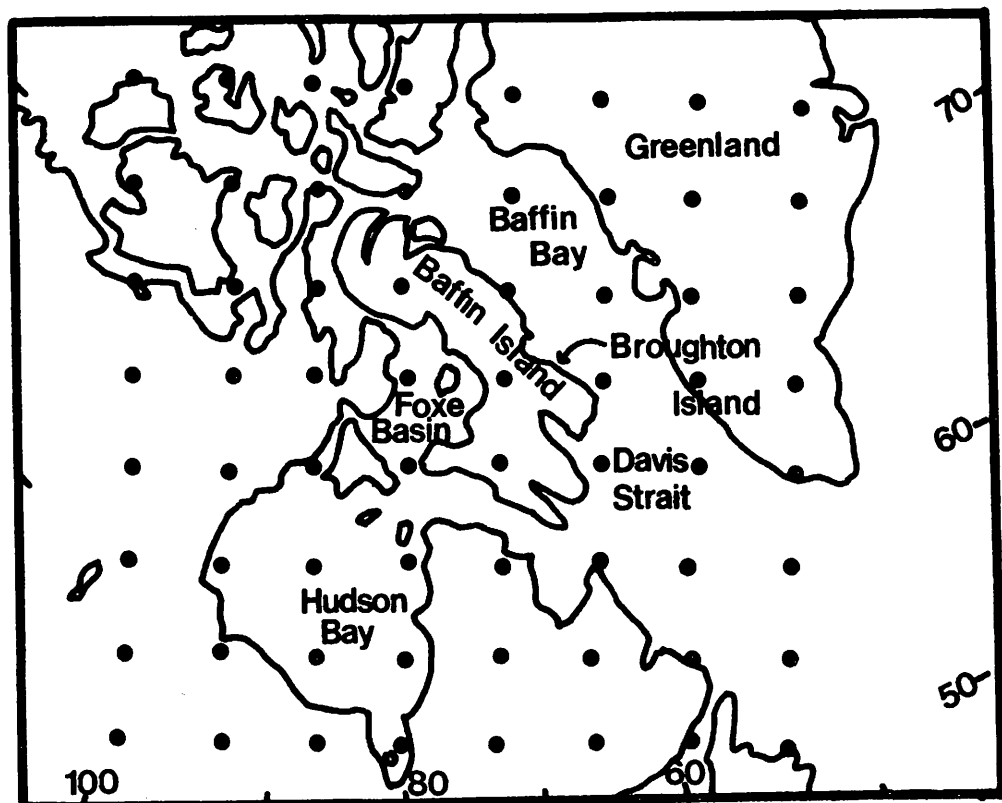 70
Greenland
Baffin
Bay
Baffin Island
Broughton
Island
Foxe
Basin
60
Davis
Strait
Hudson
Bay
50
100
80
60